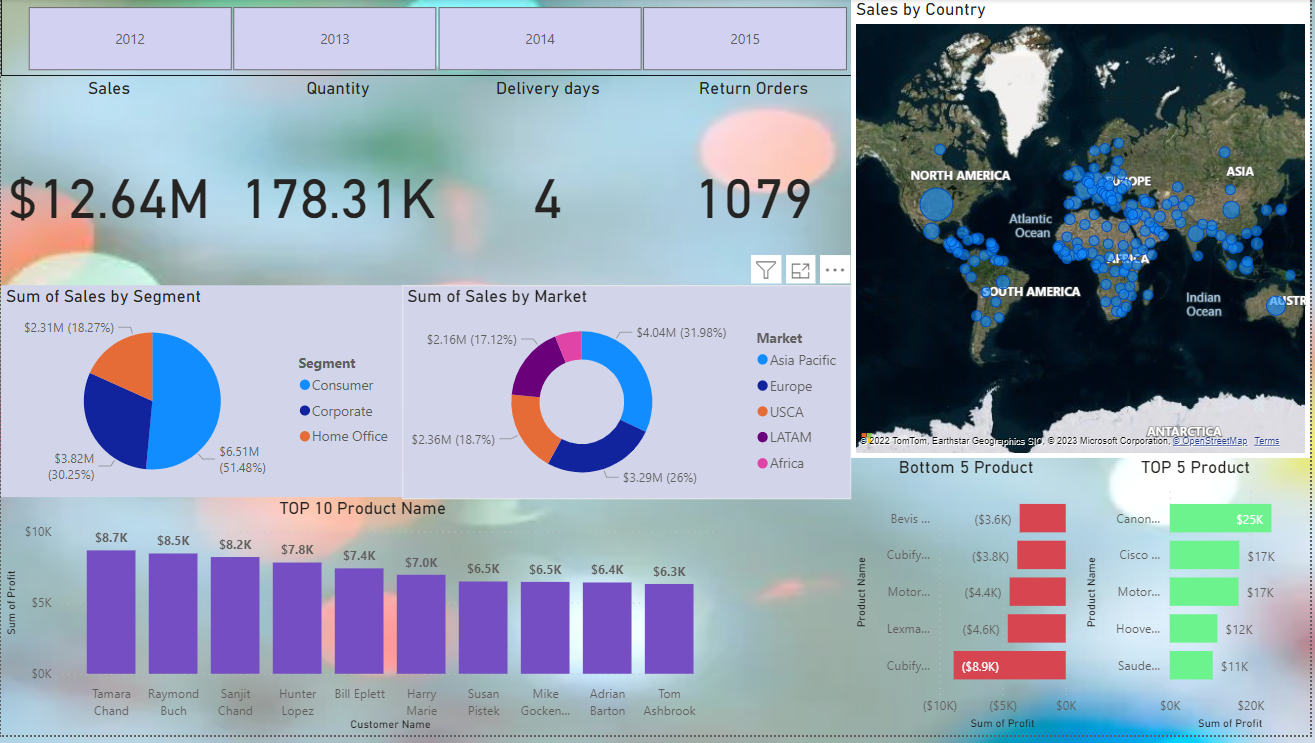 2012
2013
2014
2015
Sales
Quantity
Delivery days
Return Orders
$12.64M
178.31K
4
1079
Sales by Country
NORTH AMERICA
EUROPE
ASIA
Atlantic
Ocean
AFRICA
SOUTH AMERICA
Indian
Ocean
AUSTR
ANTARCTICA
© 2022 TomTom, Earthstar Geographics SIO, © 2023 Microsoft Corporation, © OpenStreetMap Terms
Sum of Sales by Segment
$2.31M (18.27%)
$3.82M
(30.25%)
$6.51M
(51.48%)
Segment
Consumer
Corporate
Home Office
Sum of Sales by Market
$2.16M (17.12%)
$4.04M (31.98%)
$2.36M (18.7%)
$3.29M (26%)
Market
Asia Pacific
Europe
USCA
LATAM
Africa
TOP 10 Product Name
Sum of Profit
$10K
$5K
$0K
$8.7K
$8.5K
$8.2K
$7.8K
$7.4K
$7.0K
$6.5K
$6.5K
$6.4K
$6.3K
Tamara
Chand
Raymond
Buch
Sanjit
Chand
Hunter
Lopez
Bill Eplett
Harry
Marie
Susan
Pistek
Mike
Gocken...
Adrian
Barton
Tom
Ashbrook
Customer Name
Bottom 5 Product
Product Name
Bevis ...
($3.6K)
Cubify...
($3.8K)
Motor...
($4.4K)
Lexma...
($4.6K)
Cubify...
($8.9K)
($10K)
($5K)
$0K
Sum of Profit
TOP 5 Product
Product Name
Canon...
$25K
Cisco ...
$17K
Motor...
$17K
Hoove...
$12K
Saude...
$11K
$0K
$20K
Sum of Profit